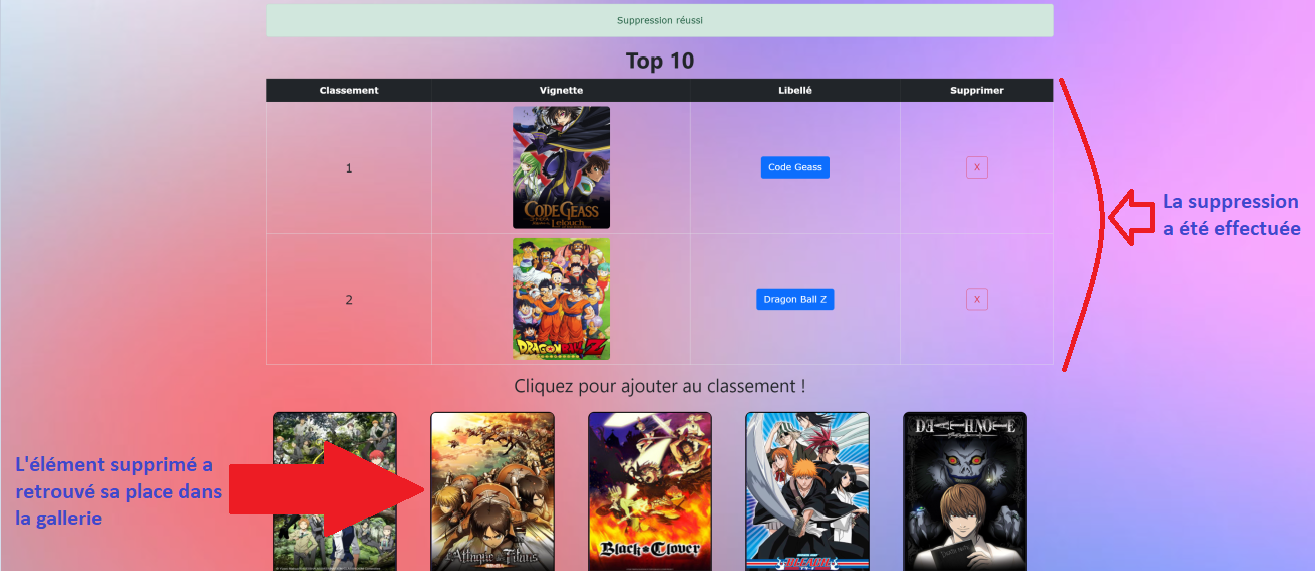 Suppression réussi
Top 10
Classement Vignette Libellé Supprimer
1 Code Geass X
CODE GEASS
Lelouch
2 Dragon Ball Z X
DRAGON BALL Z
La suppression
a été effectuée
Cliquez pour ajouter au classement !
L'élément supprimé a
retrouvé sa place dans
la gallerie
L'Attaque des Titans
Black Clover
BLEACH
DEATH NOTE